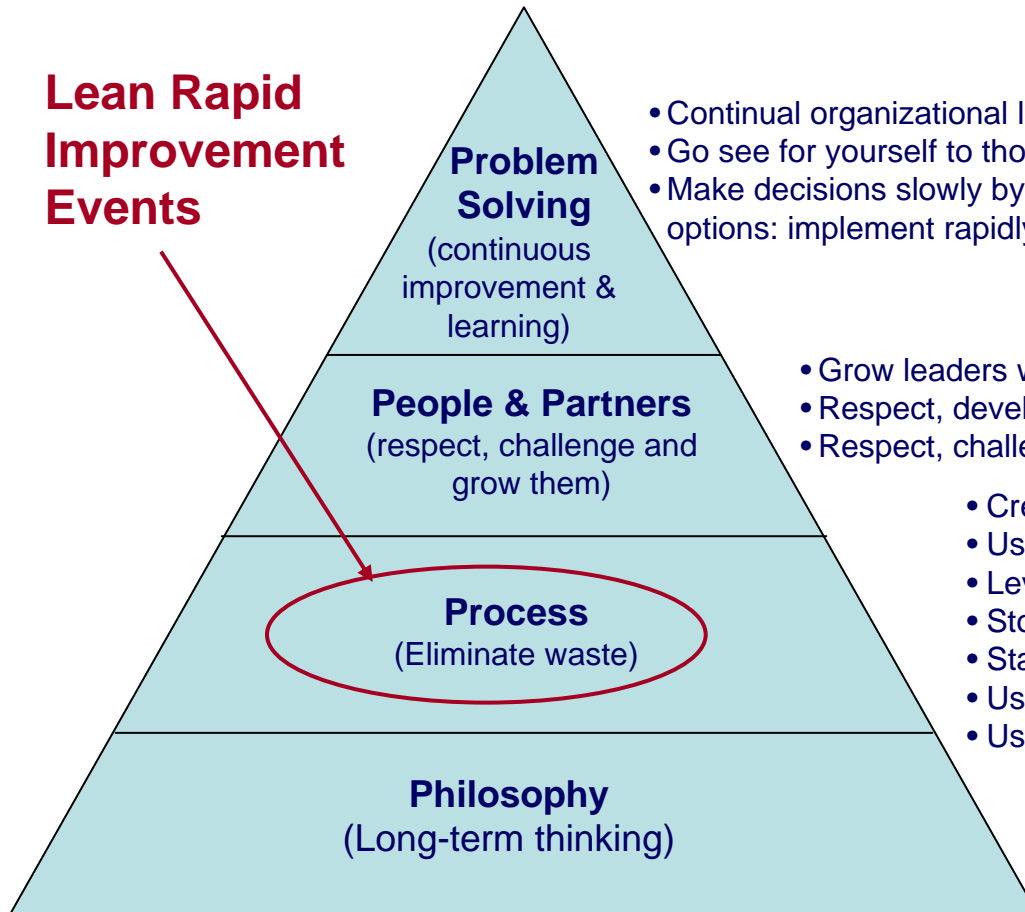 Lean Rapid
Improvement
Events
Problem
Solving
(continuous
improvement &
learning)
• Continual organizational l
• Go see for yourself to tho
• Make decisions slowly by
options: implement rapidly
People & Partners
(respect, challenge and
grow them)
• Grow leaders w
• Respect, devel
• Respect, challe
Process
(Eliminate waste)
• Cre
• Us
• Lev
• Sto
• Sta
• Us
• Us
Philosophy
(Long-term thinking)